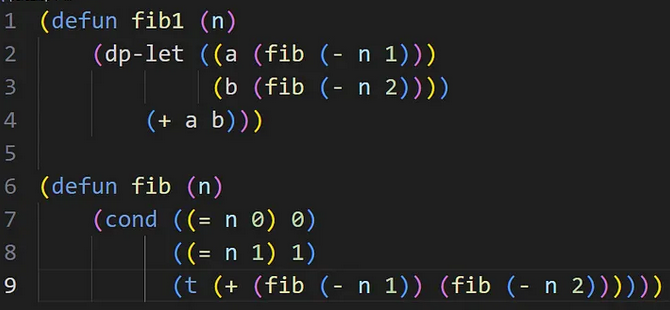 1 (defun fib1 (n)
2     (dp-let ((a (fib (- n 1)))
3              (b (fib (- n 2))))
4         (+ a b)))
5
6 (defun fib (n)
7     (cond ((= n 0) 0)
8           ((= n 1) 1)
9           (t (+ (fib (- n 1)) (fib (- n 2))))))